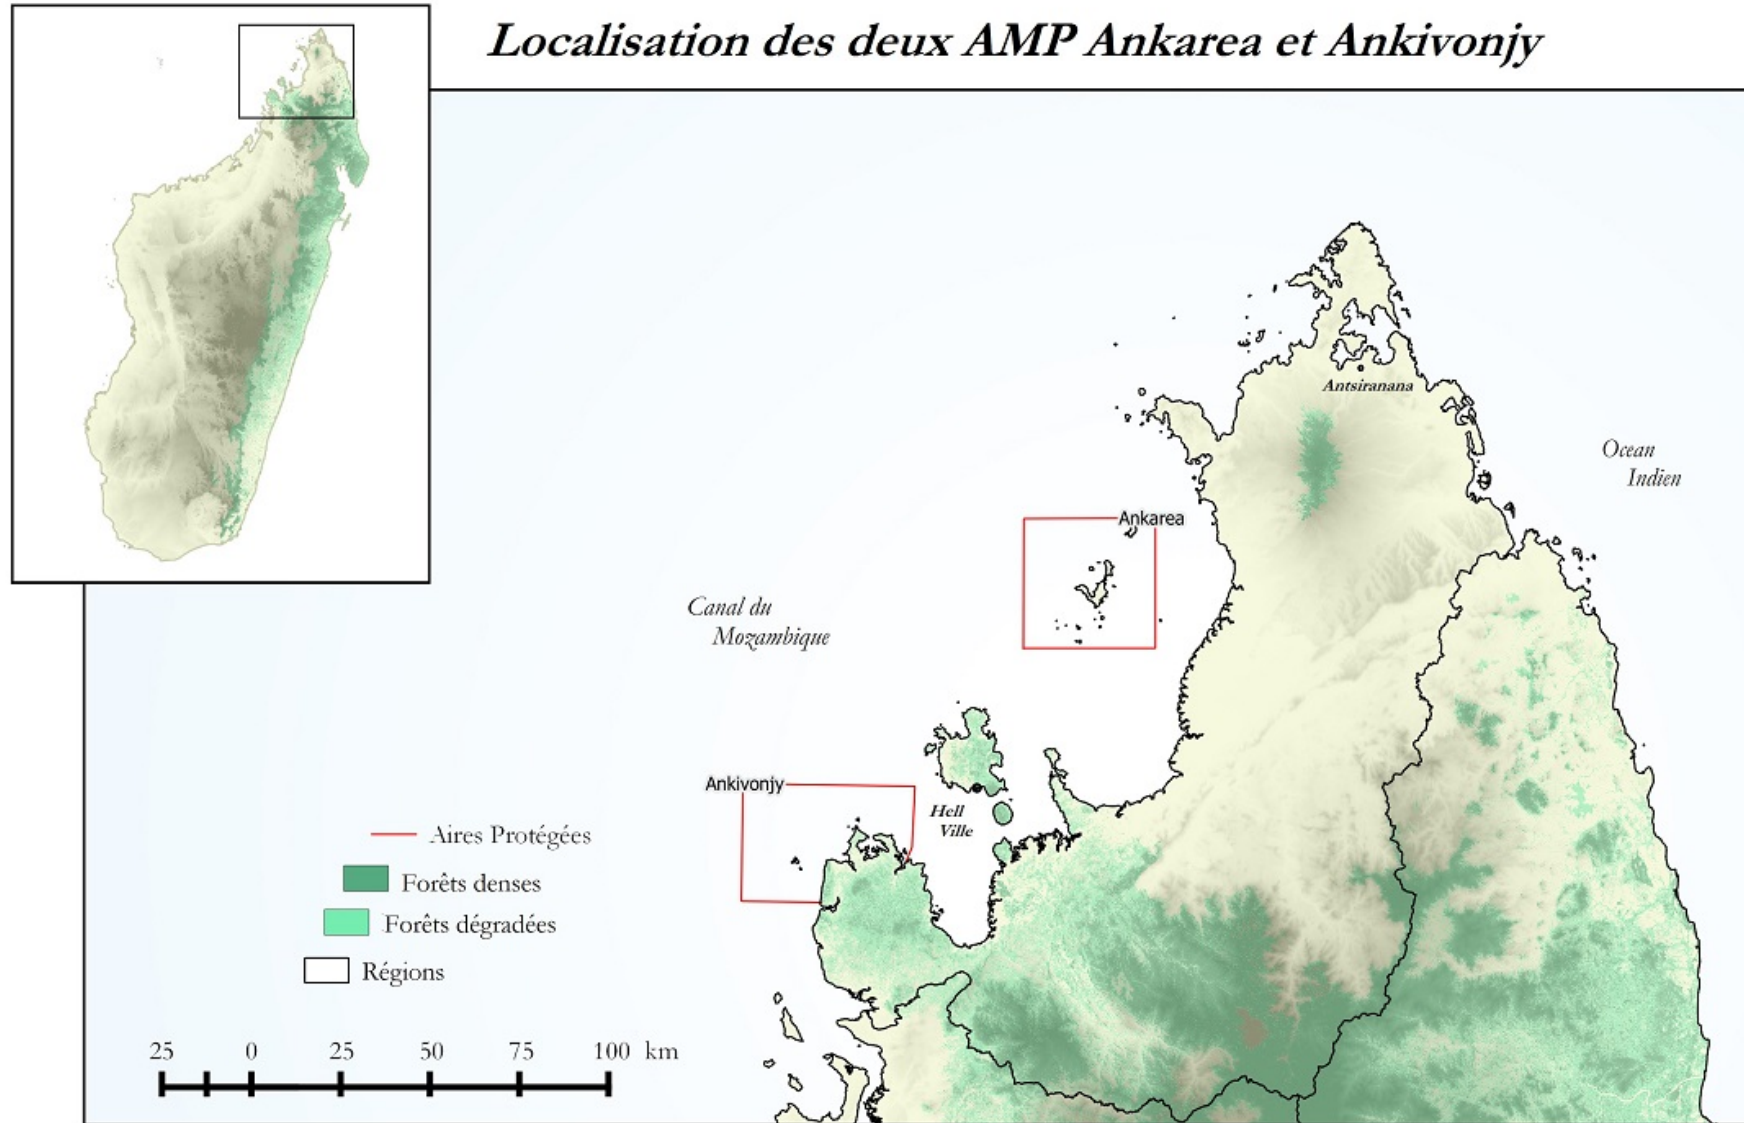 Localisation des deux AMP Ankarea et Ankivonjy
Antsiranana
Ocean
Indien
Ankarea
Canal du
Mozambique
Ankivonjy
Hell
Ville
Aires Protégées
Forêts denses
Forêts dégradées
Régions
25 0 25 50 75 100 km